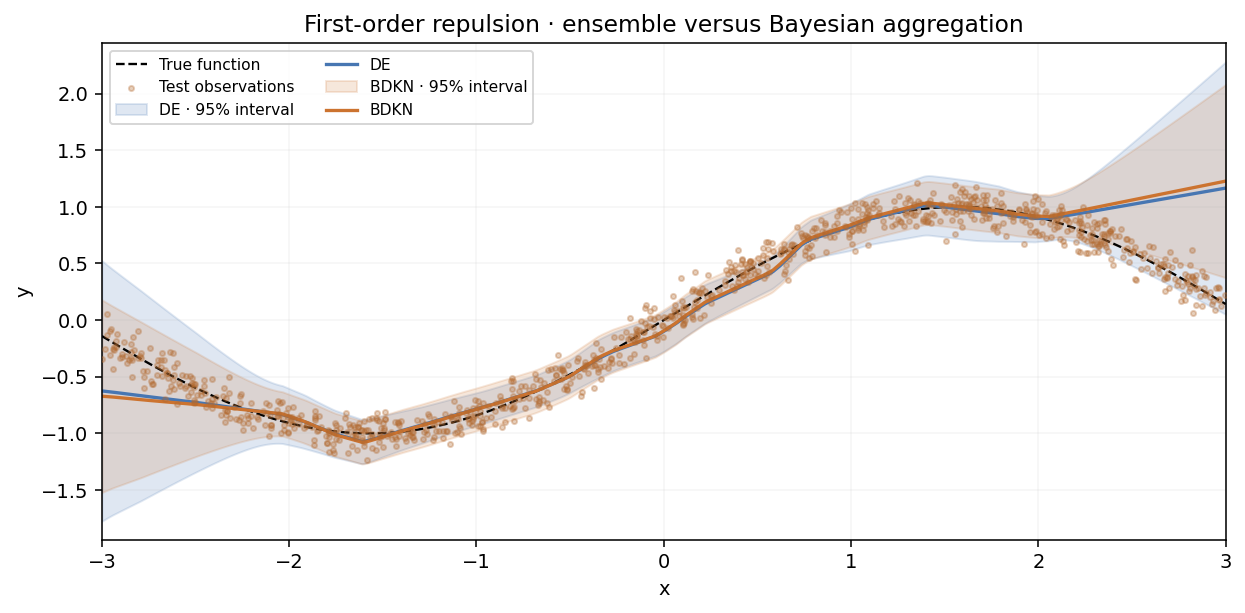 First-order repulsion · ensemble versus Bayesian aggregation
True function
Test observations
DE · 95% interval
DE
BDKN · 95% interval
BDKN
y
2.0
1.5
1.0
0.5
0.0
−0.5
−1.0
−1.5
−3
−2
−1
0
1
2
3
x